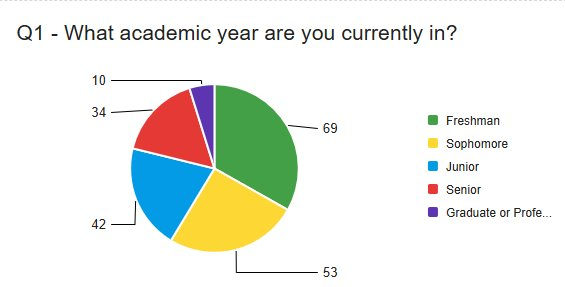 Q1 - What academic year are you currently in?
10
34
69
42
53
Freshman
Sophomore
Junior
Senior
Graduate or Profe...